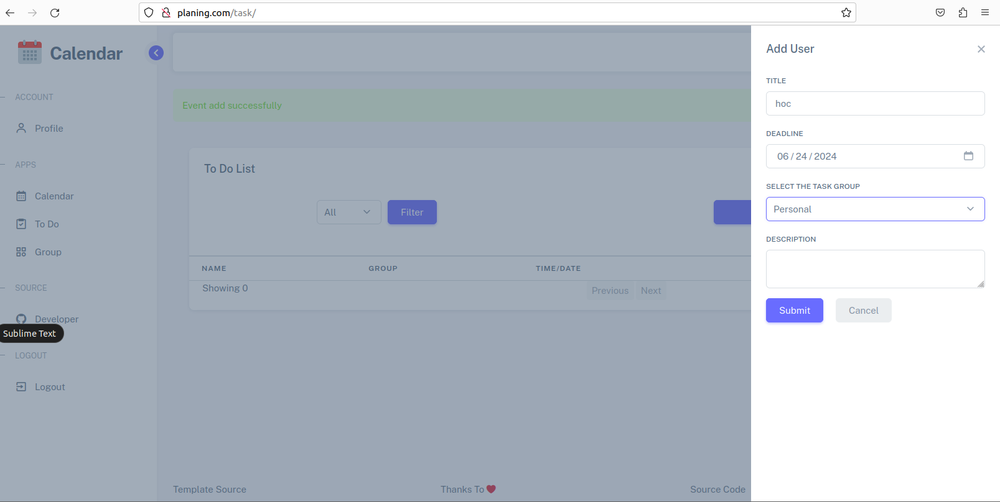 planing.com/task/
Calendar
ACCOUNT
Profile
APPS
Calendar
To Do
Group
SOURCE
Developer
Sublime Text
LOGOUT
Logout
Event add successfully
To Do List
All
Filter
NAME GROUP TIME/DATE
Showing 0
Previous Next
Template Source Thanks To Source Code
Add User
TITLE
hoc
DEADLINE
06 / 24 / 2024
SELECT THE TASK GROUP
Personal
DESCRIPTION
Submit Cancel